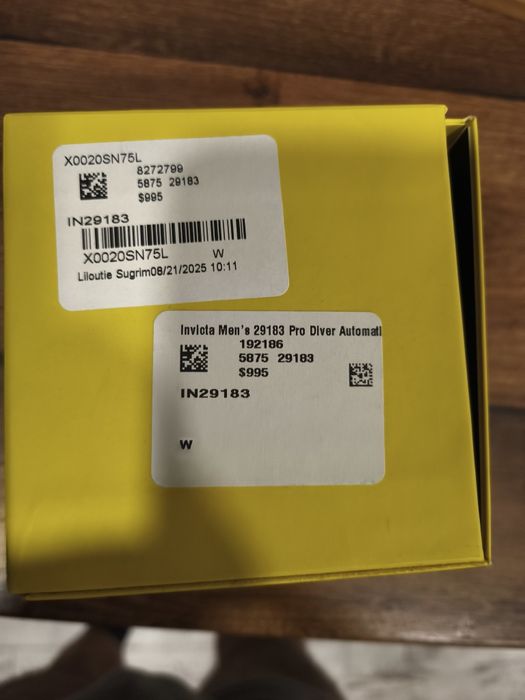 X0020SN75L
8272799
5875 29183
$995
IN29183
X0020SN75L W
Liloutie Sugrim08/21/2025 10:11
Invicta Men's 29183 Pro Diver Automati
192186
5875 29183
$995
IN29183
W